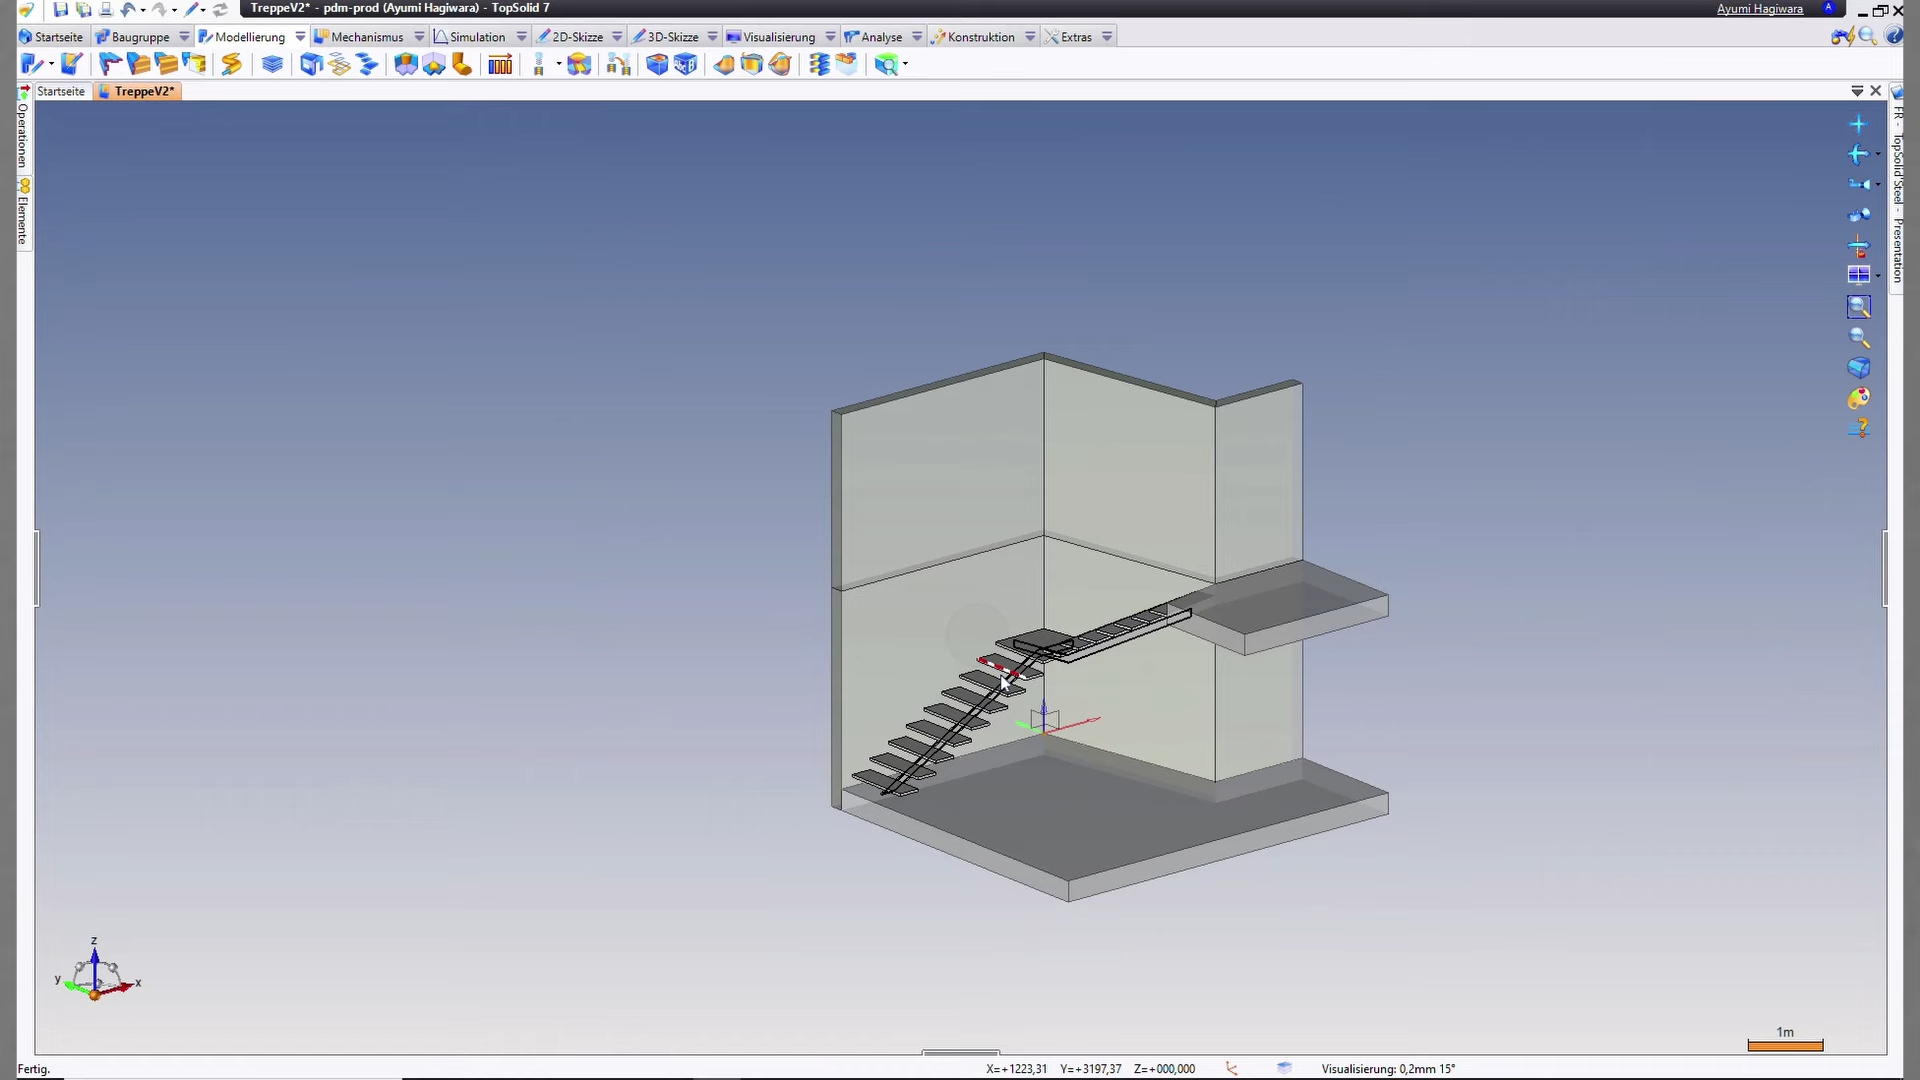 TreppeV2* - pdm-prod (Ayumi Hagiwara) - TopSolid 7
Ayumi Hagiwara
A
Startseite
Baugruppe
Modellierung
Mechanismus
Simulation
2D-Skizze
3D-Skizze
Visualisierung
Analyse
Konstruktion
Extras
Startseite
TreppeV2*
Operationen
Elemente
FR - TopSolid'Steel - Presentation
z
y
x
1m
Fertig.
X=+1223,31
Y=+3197,37
Z=+000,000
Visualisierung: 0,2mm 15°